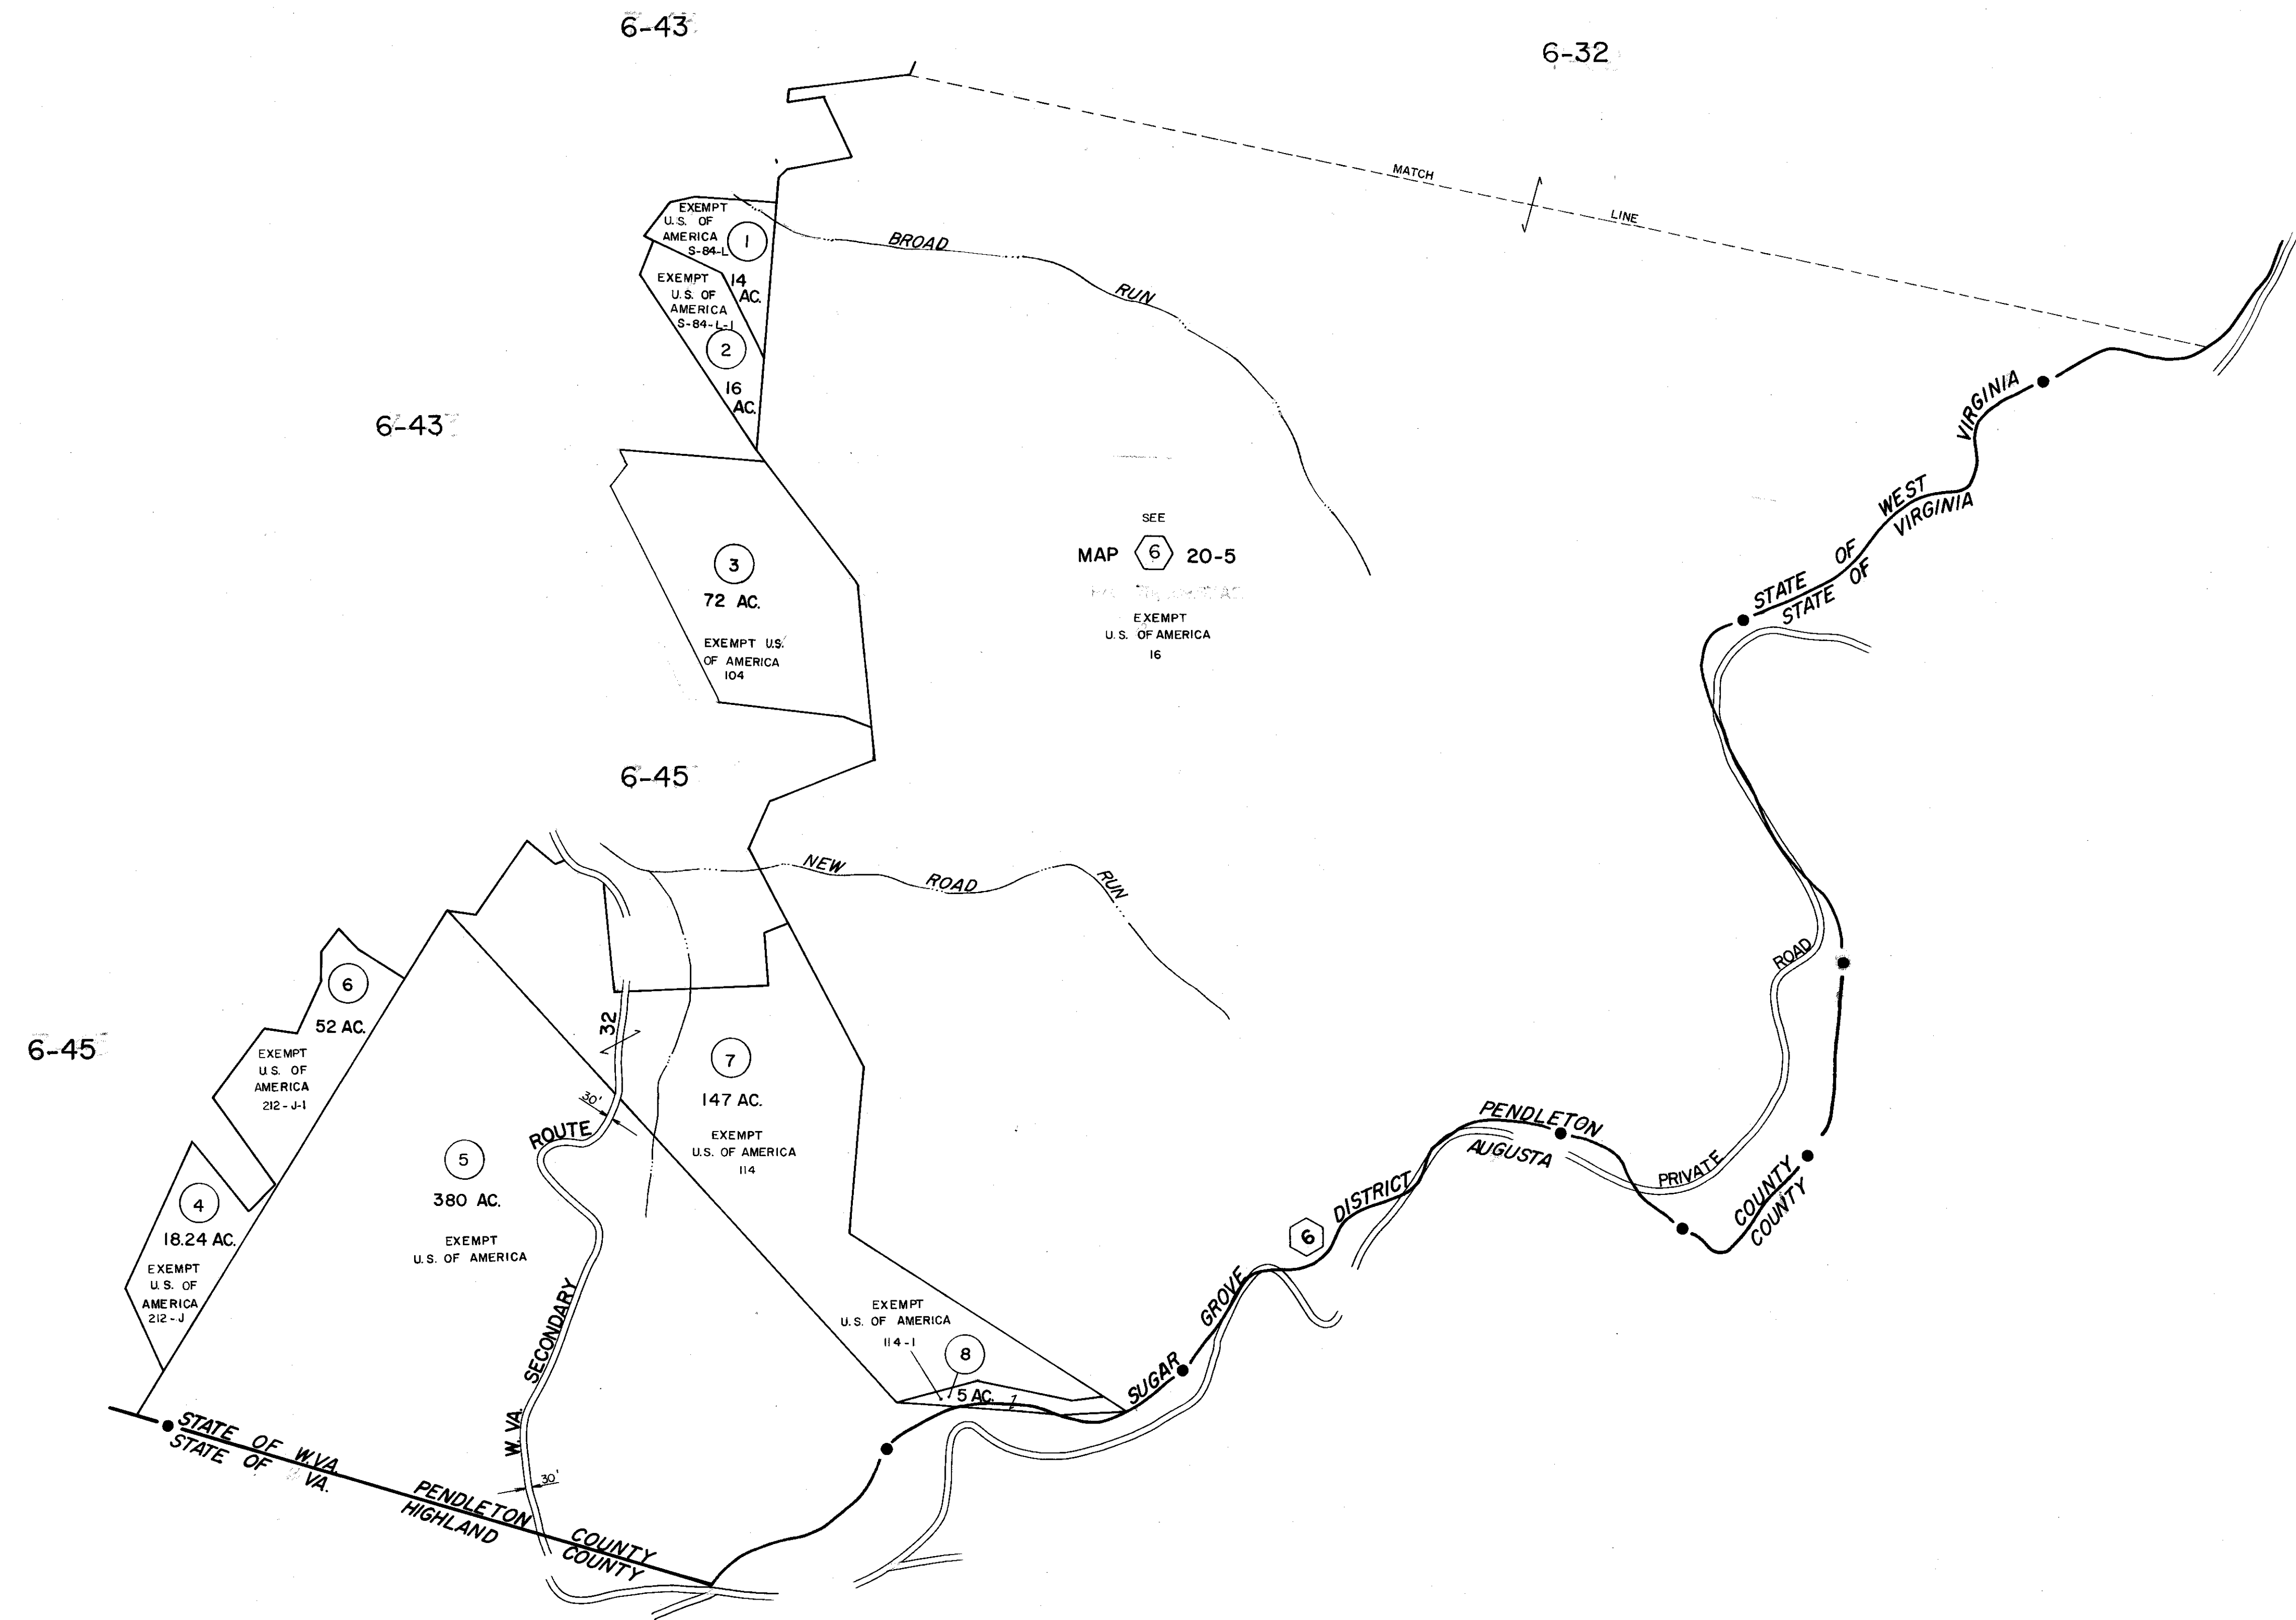 6-43
6-32
MATCH
LINE
EXEMPT
U.S. OF
AMERICA
S-84-L
1
14
AC.
BROAD
RUN
EXEMPT
U.S. OF
AMERICA
S-84-L-1
2
16
AC.
6-43
3
72 AC.
EXEMPT U.S.
OF AMERICA
104
SEE
MAP 6 20-5
EXEMPT
U.S. OF AMERICA
16
STATE OF WEST VIRGINIA
STATE OF VIRGINIA
6-45
NEW ROAD RUN
6
52 AC.
EXEMPT
U.S. OF
AMERICA
212-J-1
6-45
4
18.24 AC.
EXEMPT
U.S. OF
AMERICA
212-J
5
380 AC.
EXEMPT
U.S. OF AMERICA
W. VA. SECONDARY ROUTE 32
30'
30'
7
147 AC.
EXEMPT
U.S. OF AMERICA
114
EXEMPT
U.S. OF AMERICA
114-1
8
5 AC.
SUGAR GROVE DISTRICT
6
PENDLETON COUNTY
AUGUSTA COUNTY
PRIVATE ROAD
STATE OF W.VA.
STATE OF VA.
PENDLETON COUNTY
HIGHLAND COUNTY